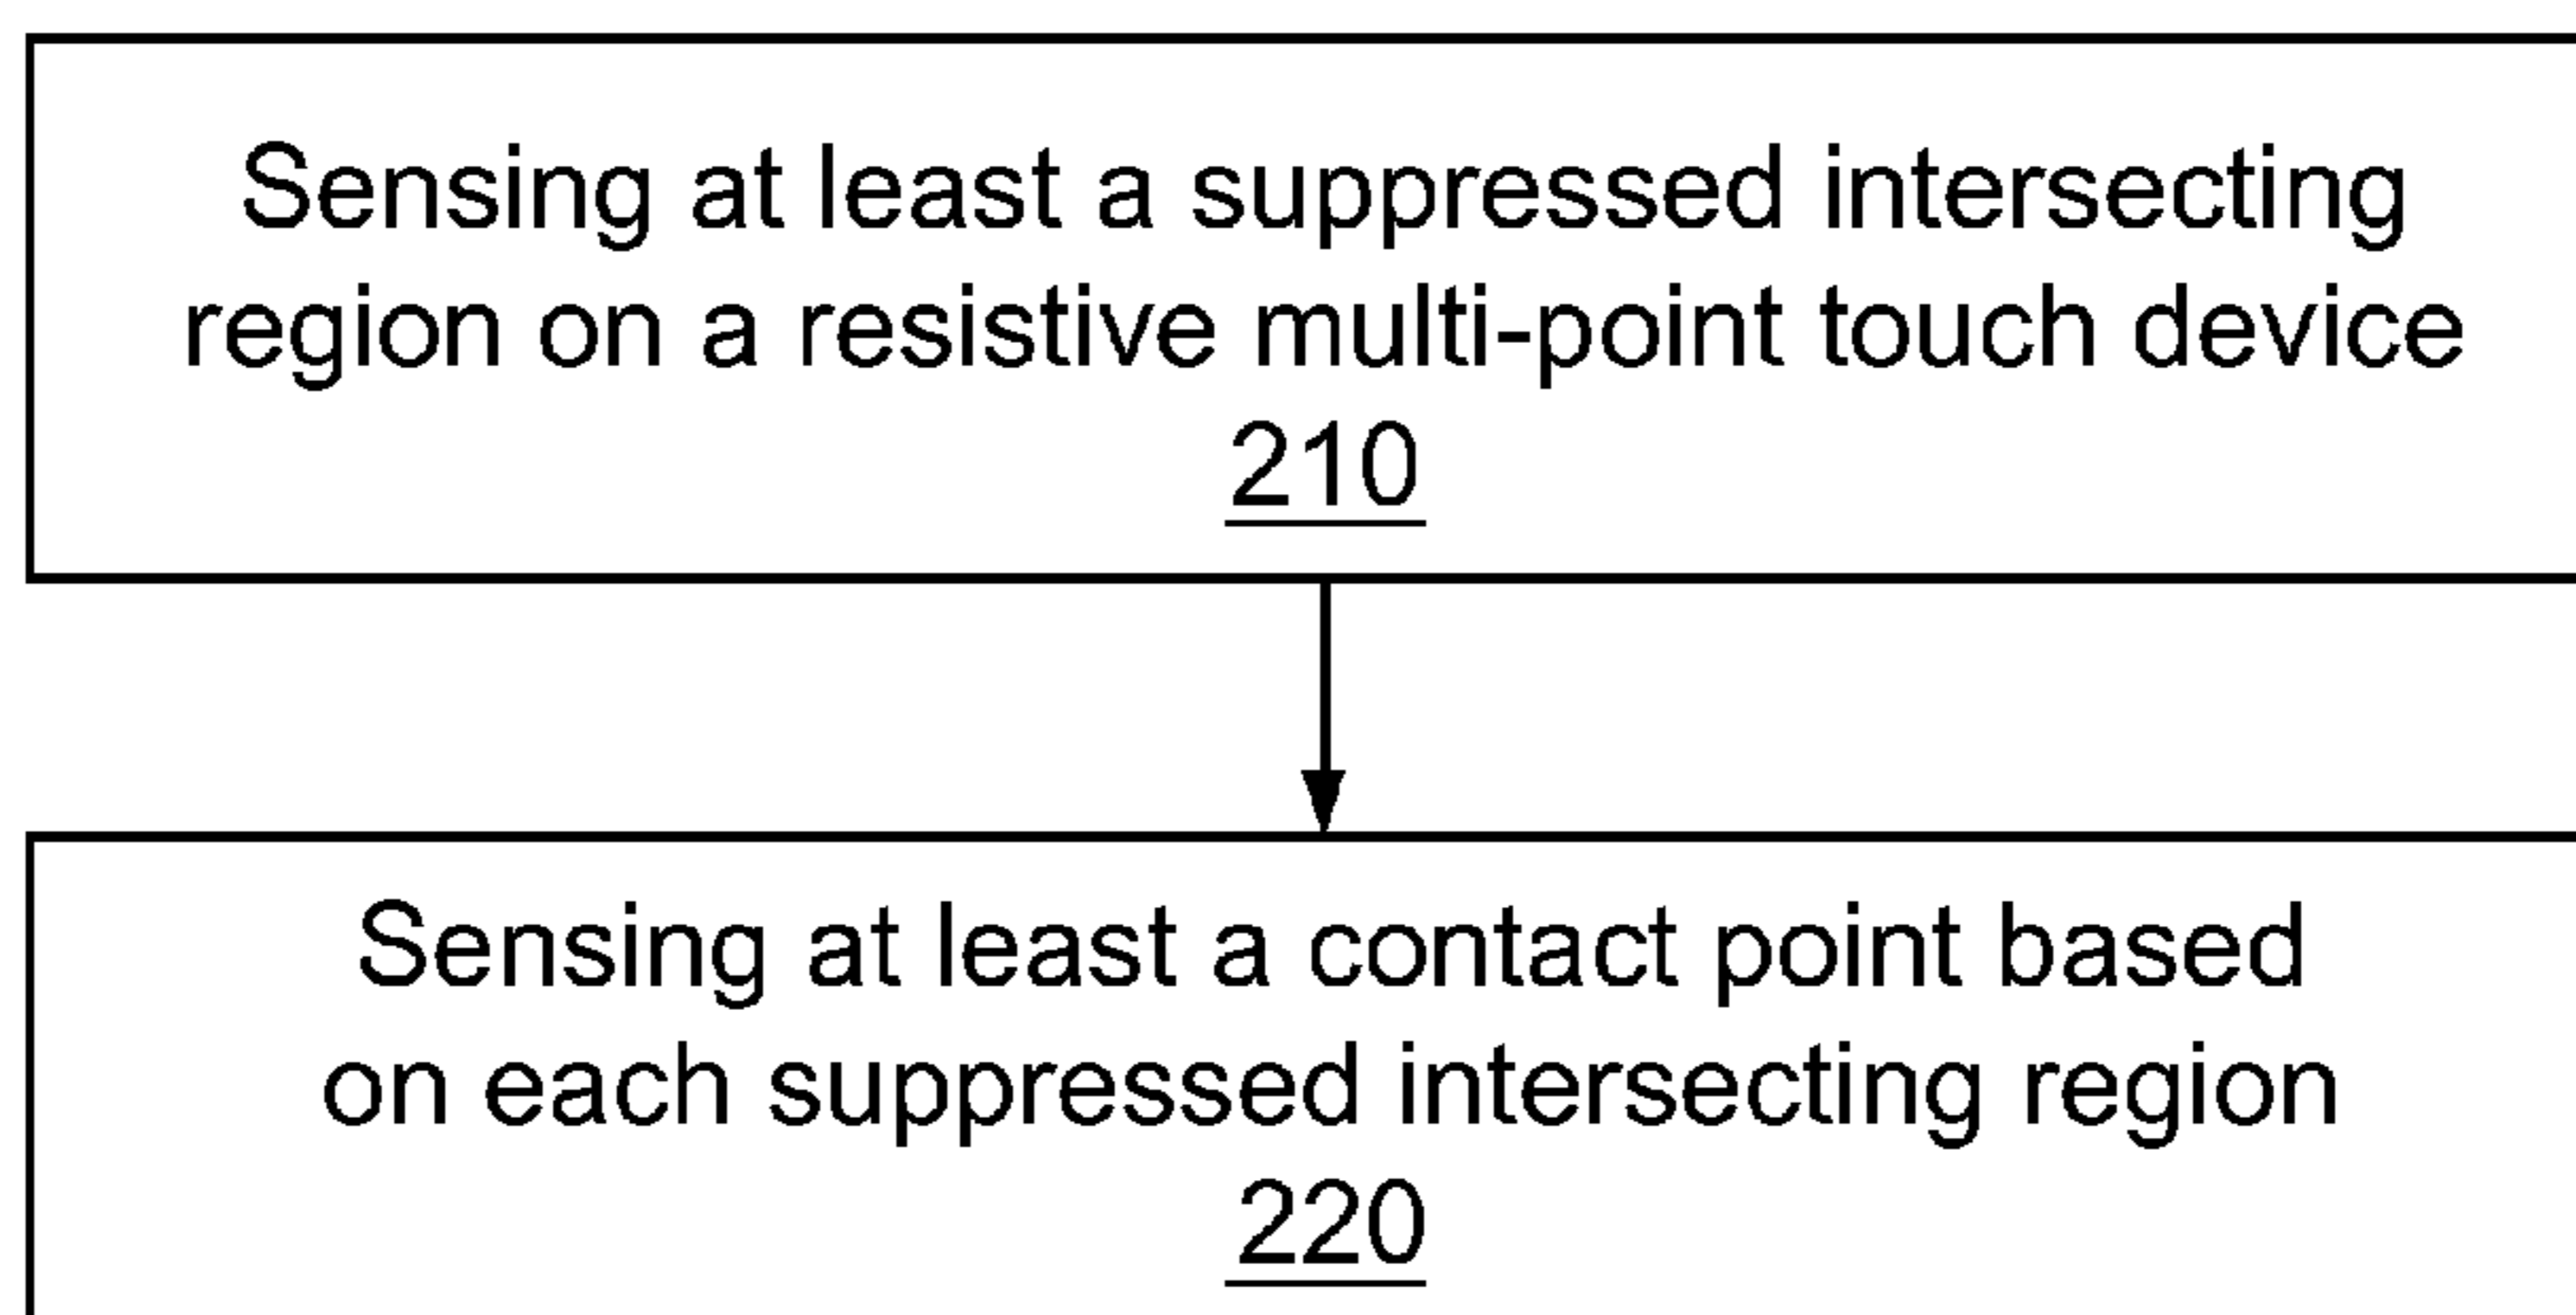 Sensing at least a suppressed intersecting
region on a resistive multi-point touch device
210
Sensing at least a contact point based
on each suppressed intersecting region
220